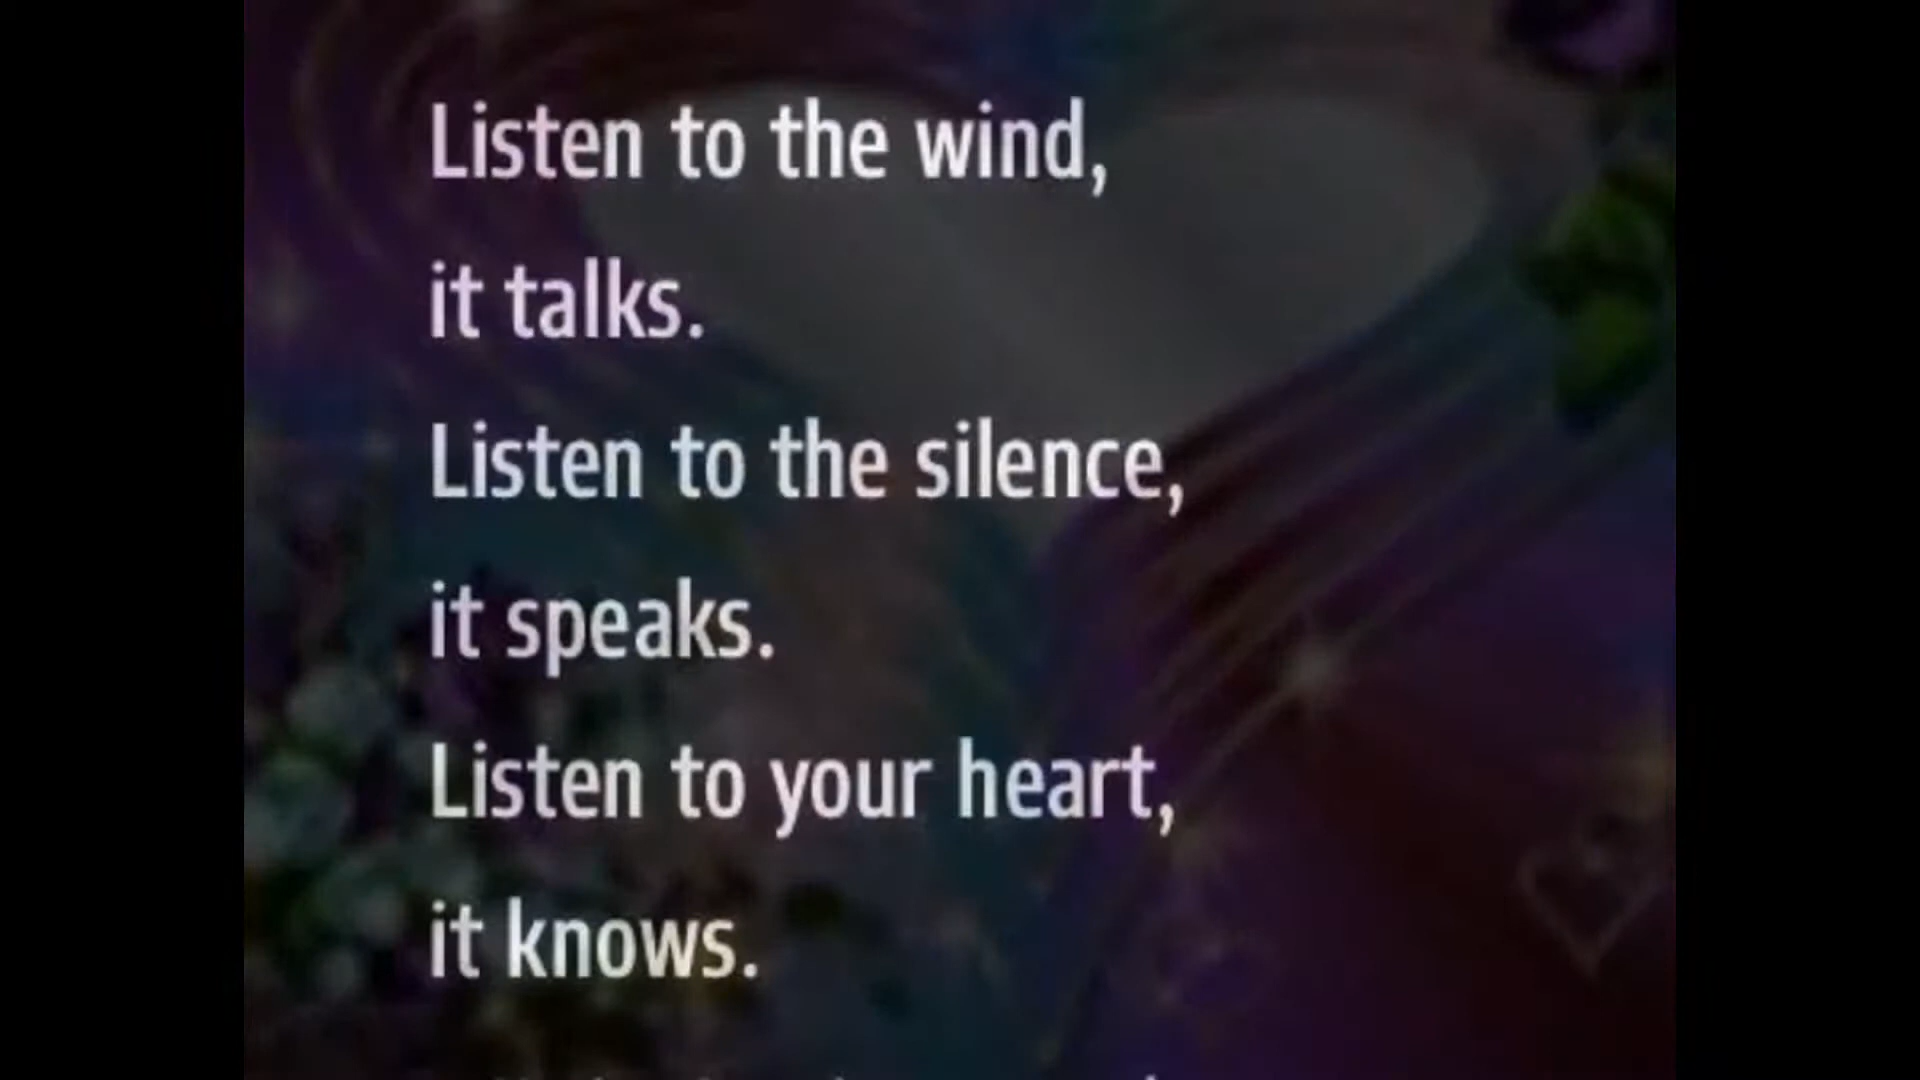 Listen to the wind,
it talks.
Listen to the silence,
it speaks.
Listen to your heart,
it knows.